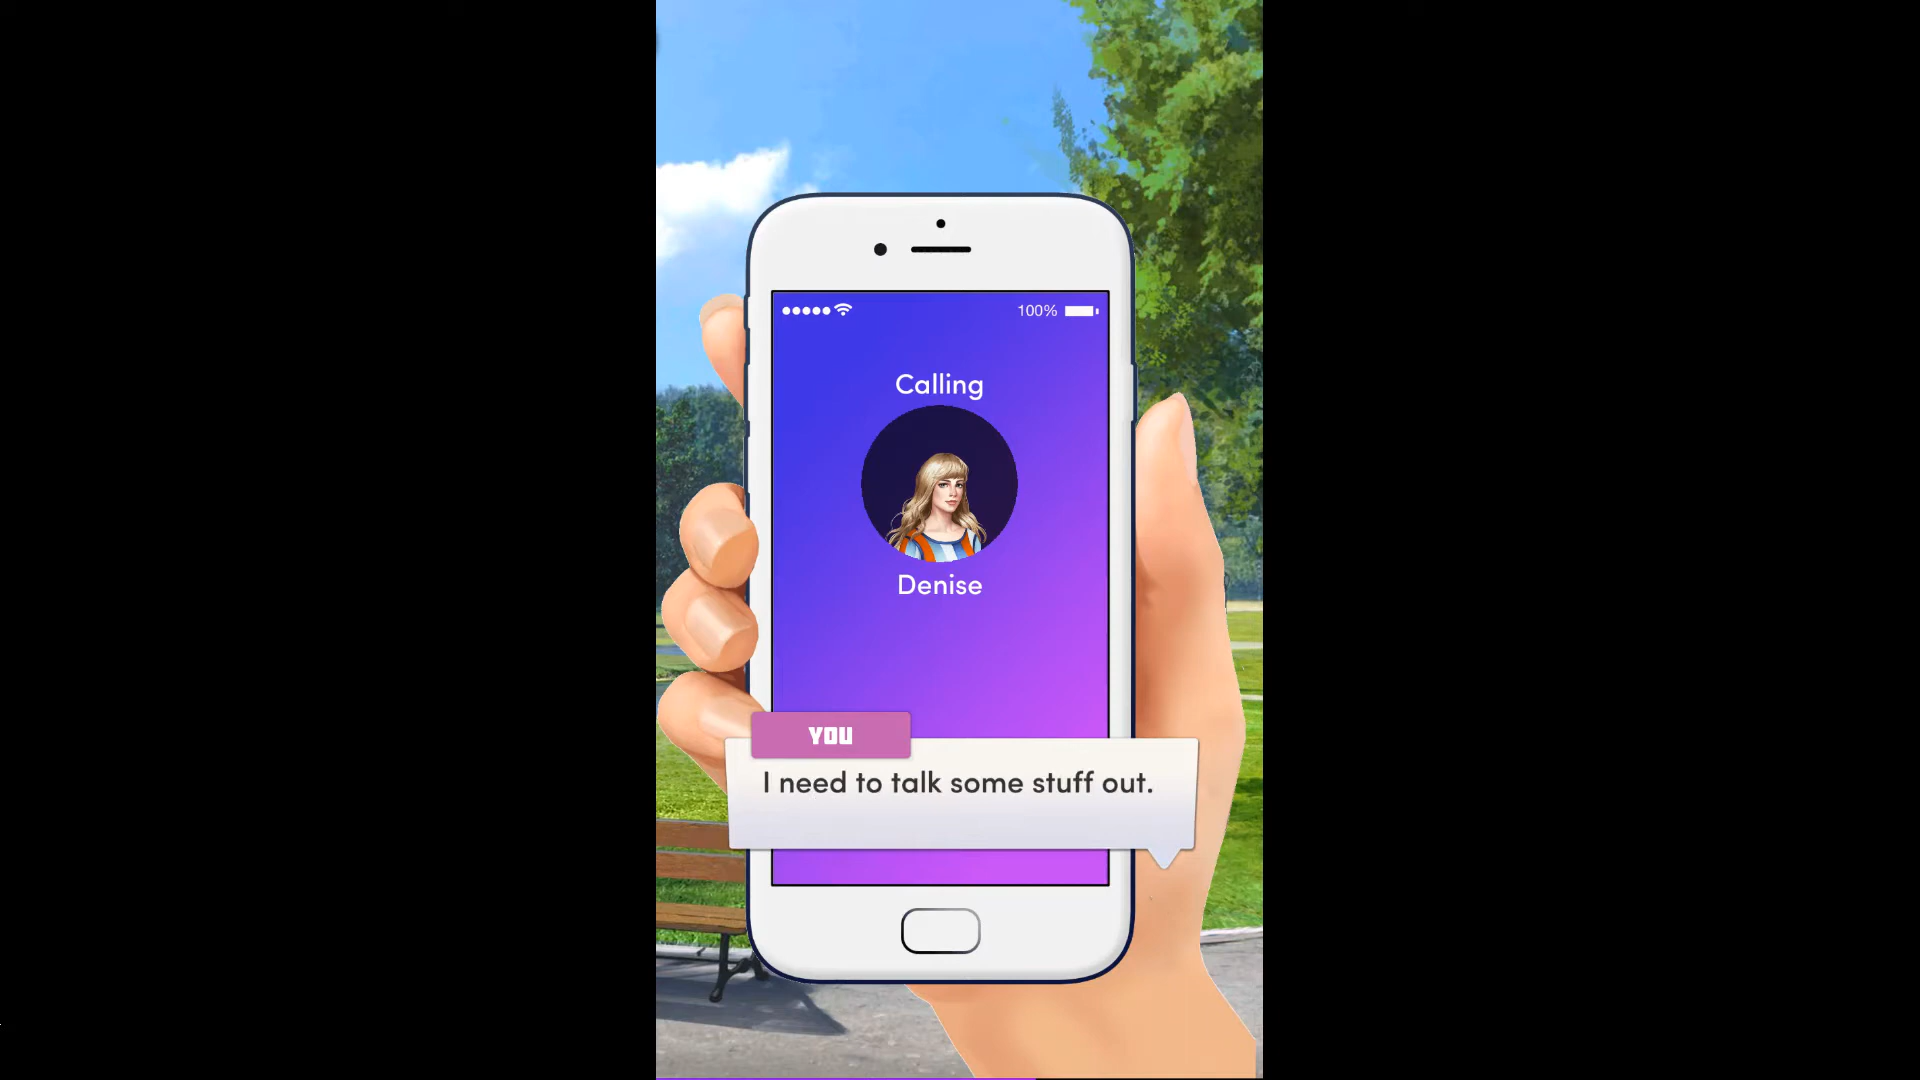 100%
Calling
Denise
YOU
I need to talk some stuff out.